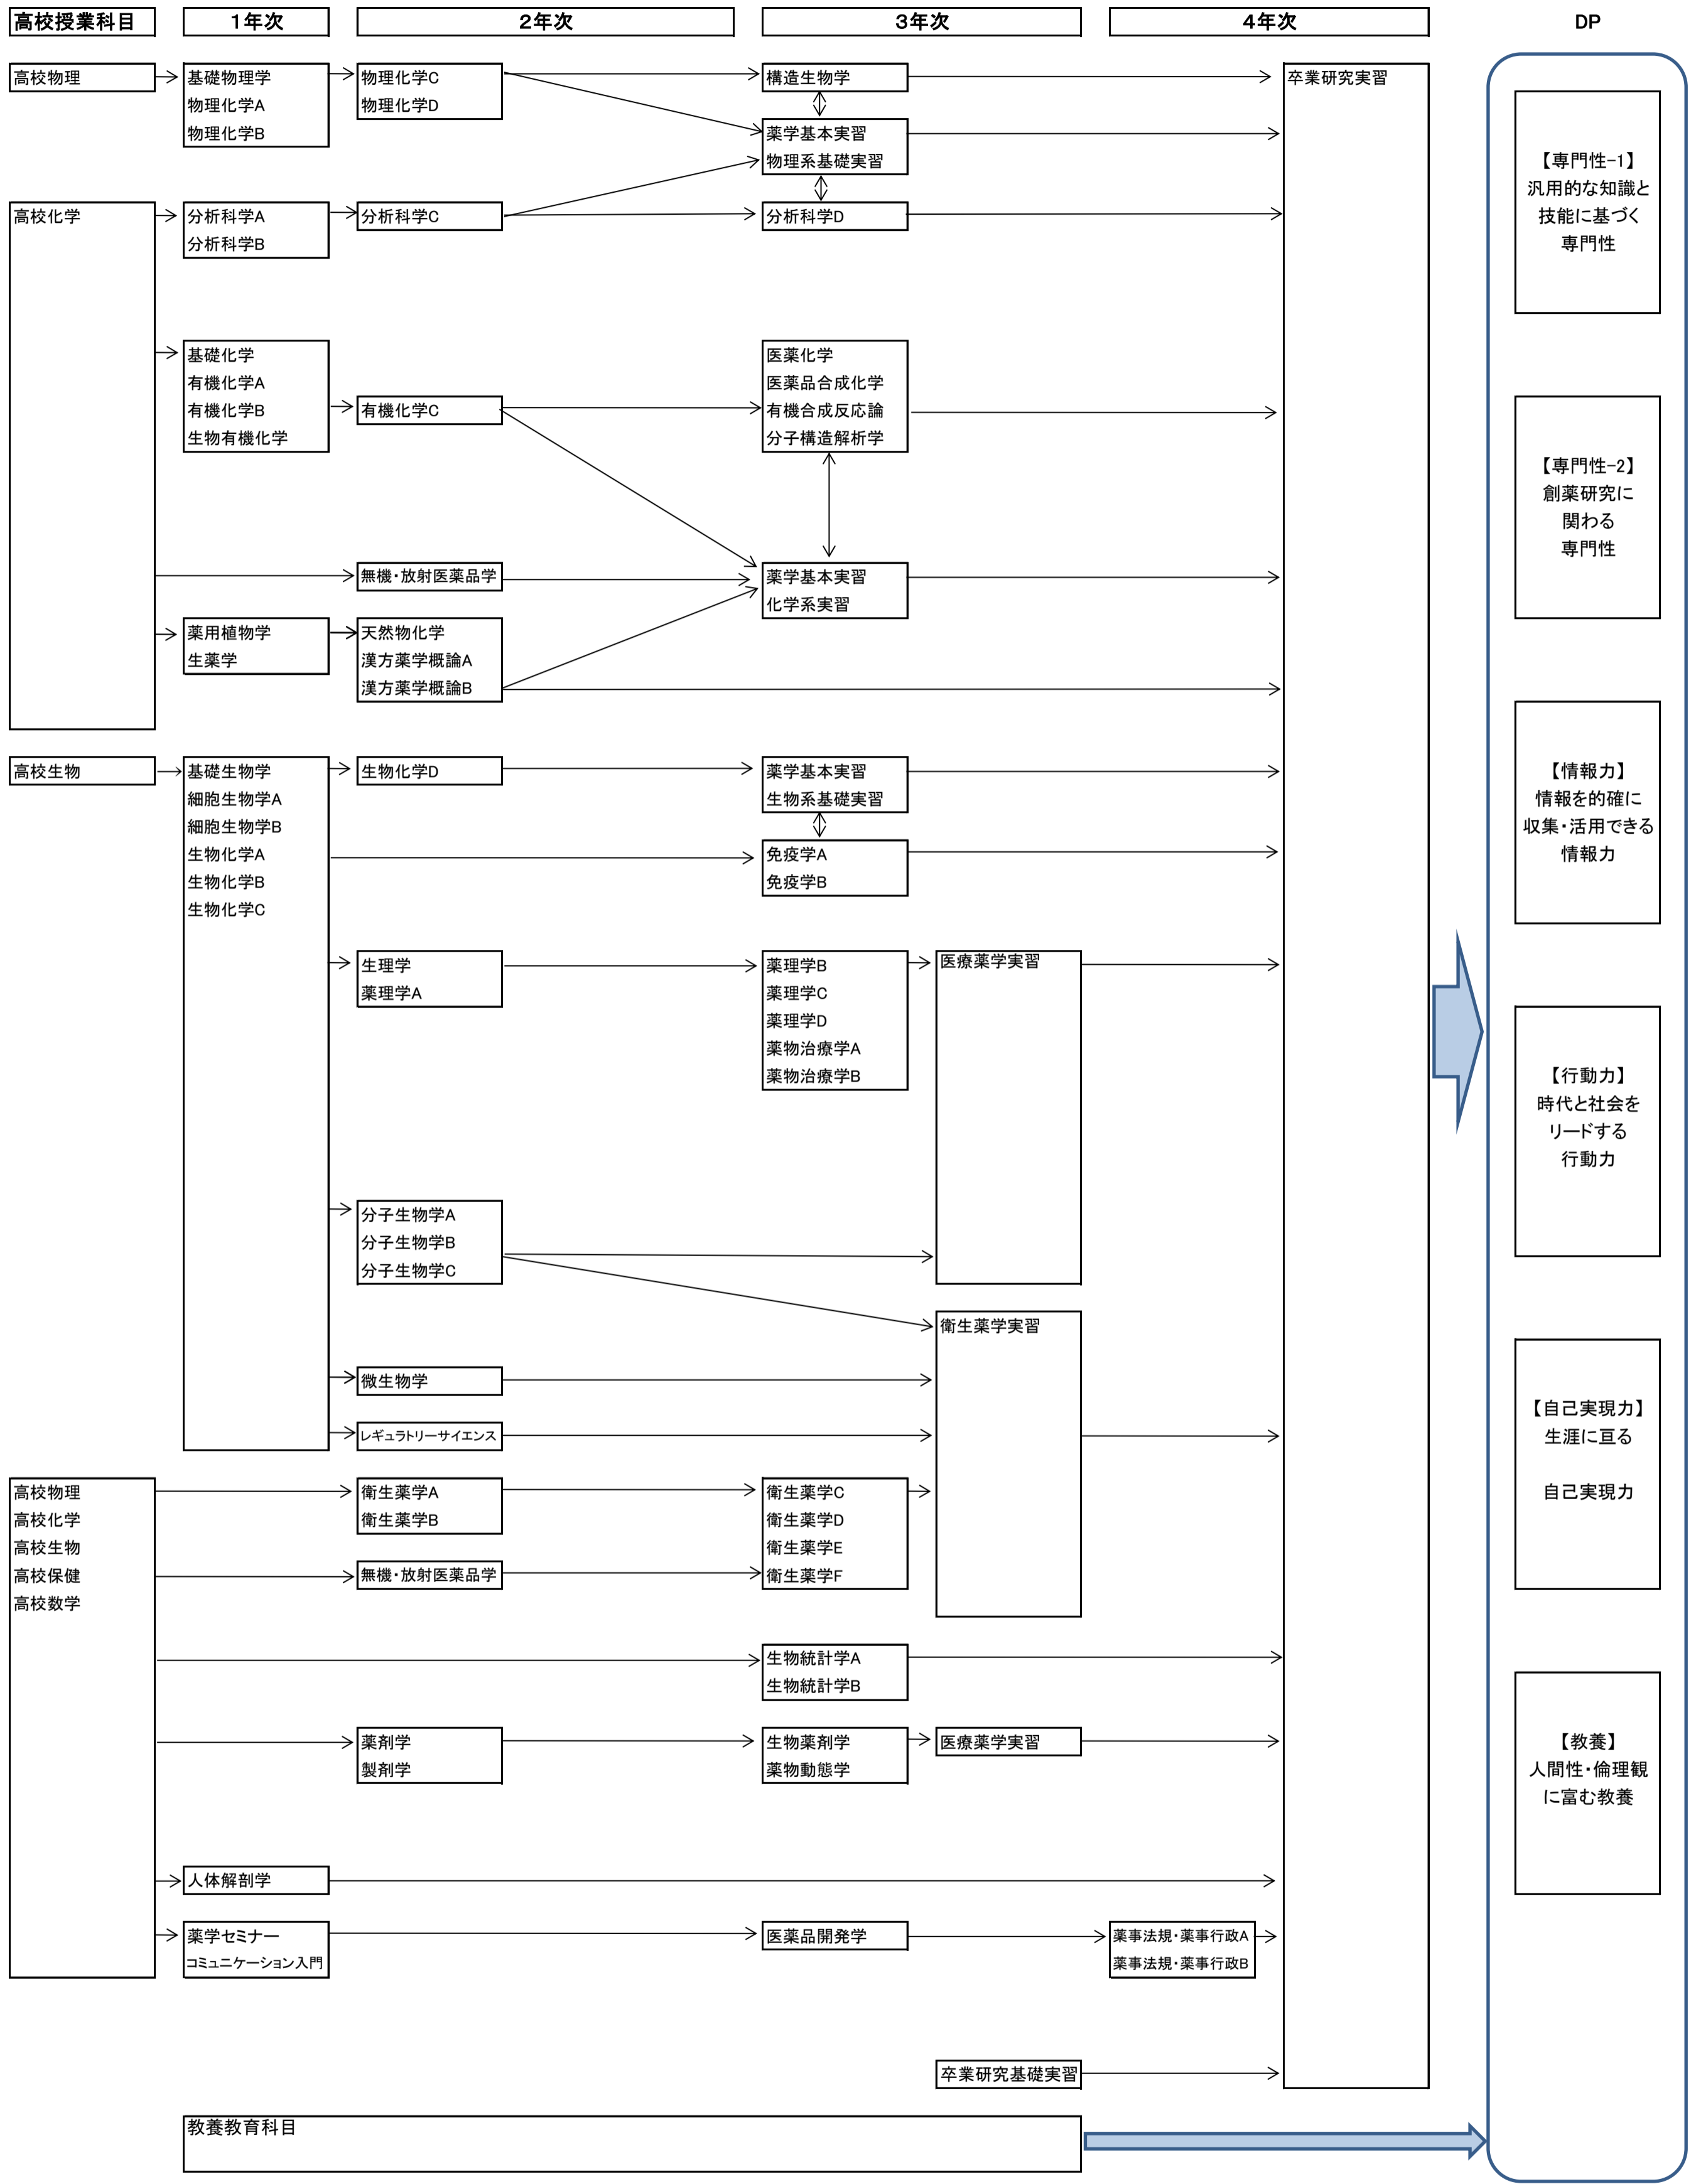 高校授業科目
１年次
２年次
３年次
４年次
DP
高校物理
基礎物理学
物理化学A
物理化学B
物理化学C
物理化学D
構造生物学
薬学基本実習
物理系基礎実習
卒業研究実習
高校化学
分析科学A
分析科学B
分析科学C
分析科学D
基礎化学
有機化学A
有機化学B
生物有機化学
有機化学C
医薬化学
医薬品合成化学
有機合成反応論
分子構造解析学
無機・放射医薬品学
薬学基本実習
化学系実習
薬用植物学
生薬学
天然物化学
漢方薬学概論A
漢方薬学概論B
高校生物
基礎生物学
細胞生物学A
細胞生物学B
生物化学A
生物化学B
生物化学C
生物化学D
薬学基本実習
生物系基礎実習
免疫学A
免疫学B
生理学
薬理学A
薬理学B
薬理学C
薬理学D
薬物治療学A
薬物治療学B
医療薬学実習
分子生物学A
分子生物学B
分子生物学C
衛生薬学実習
微生物学
レギュラトリーサイエンス
高校物理
高校化学
高校生物
高校保健
高校数学
衛生薬学A
衛生薬学B
衛生薬学C
衛生薬学D
衛生薬学E
衛生薬学F
無機・放射医薬品学
生物統計学A
生物統計学B
薬剤学
製剤学
生物薬剤学
薬物動態学
医療薬学実習
人体解剖学
薬学セミナー
コミュニケーション入門
医薬品開発学
薬事法規・薬事行政A
薬事法規・薬事行政B
卒業研究基礎実習
教養教育科目
【専門性-1】
汎用的な知識と
技能に基づく
専門性
【専門性-2】
創薬研究に
関わる
専門性
【情報力】
情報を的確に
収集・活用できる
情報力
【行動力】
時代と社会を
リードする
行動力
【自己実現力】
生涯に亘る
自己実現力
【教養】
人間性・倫理観
に富む教養